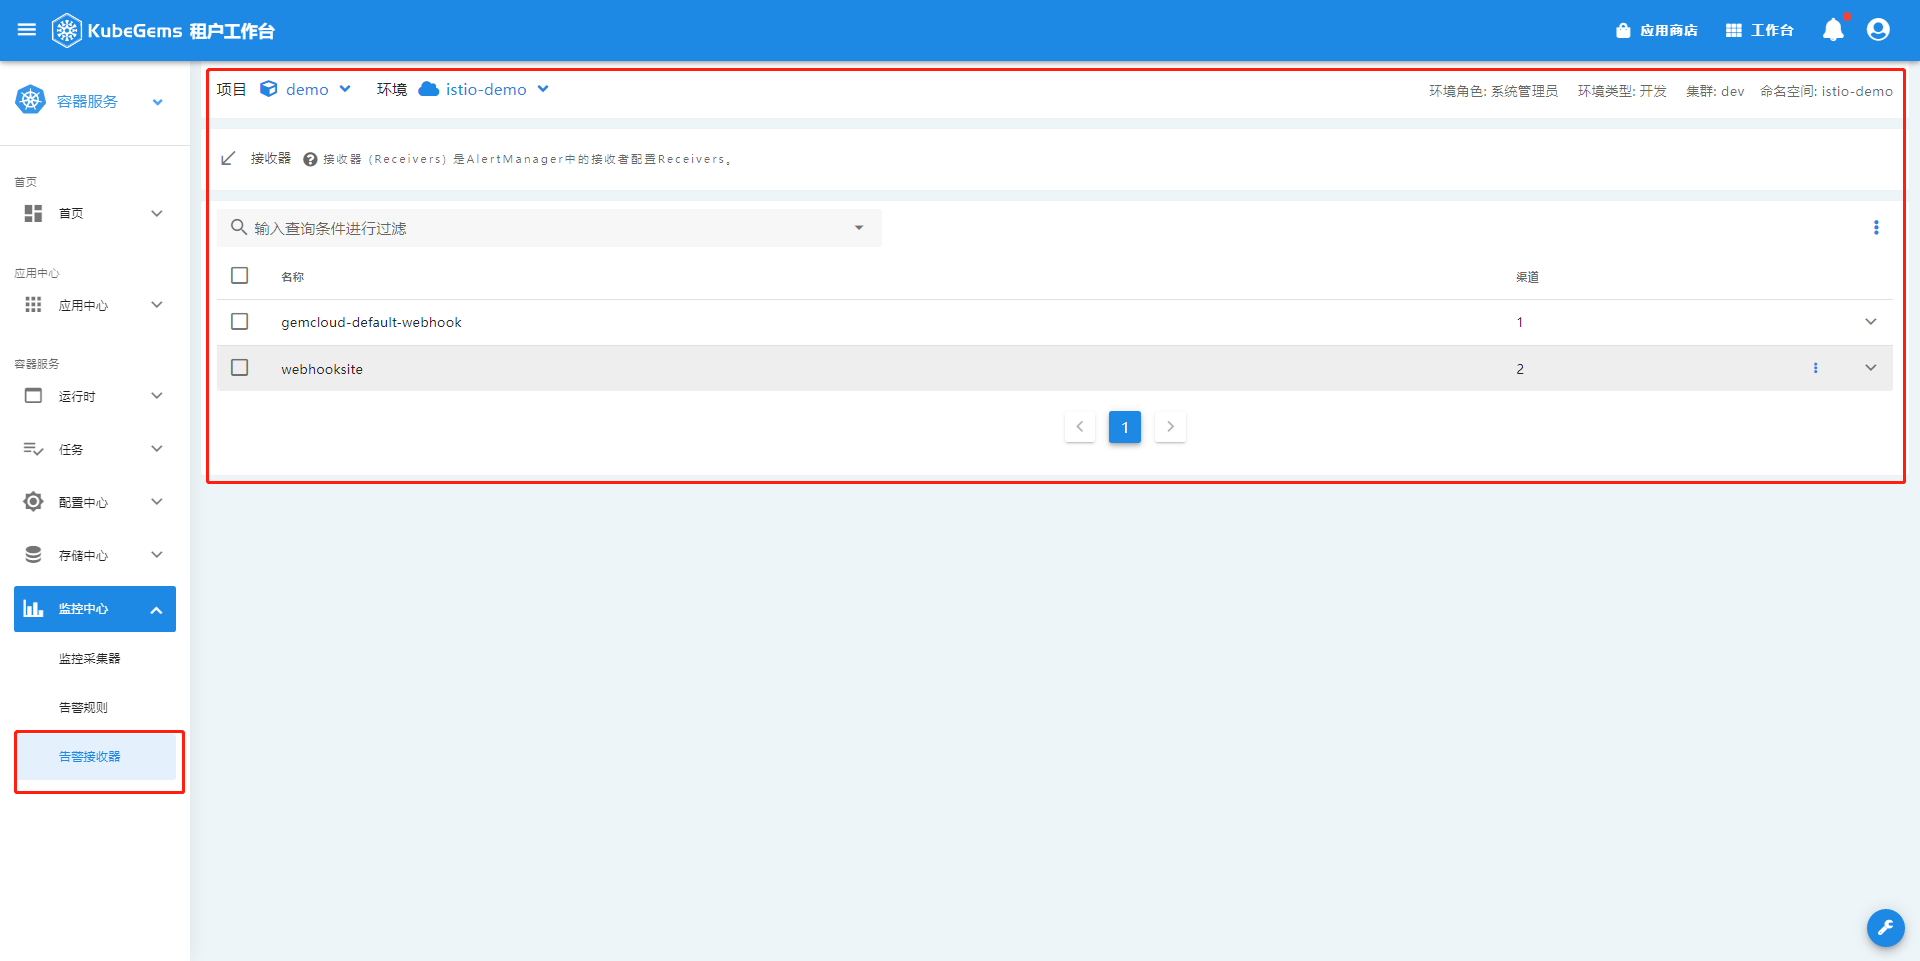 KubeGems 租户工作台
应用商店
工作台
容器服务
首页
首页
应用中心
应用中心
容器服务
运行时
任务
配置中心
存储中心
监控中心
监控采集器
告警规则
告警接收器
项目 demo 环境 istio-demo
环境角色: 系统管理员 环境类型: 开发 集群: dev 命名空间: istio-demo
接收器 接收器 (Receivers) 是AlertManager中的接收者配置Receivers。
输入查询条件进行过滤
名称 渠道
gemcloud-default-webhook 1
webhooksite 2
1